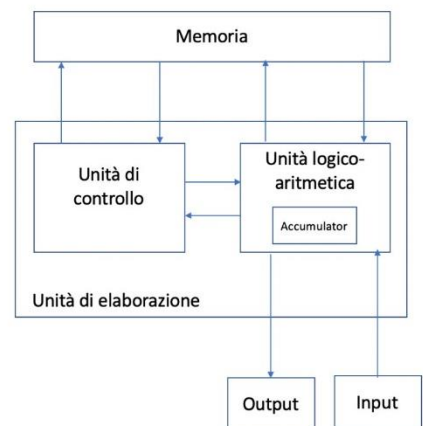 Memoria
Unità di
controllo
Unità logico-
aritmetica
Accumulator
Unità di elaborazione
Output
Input